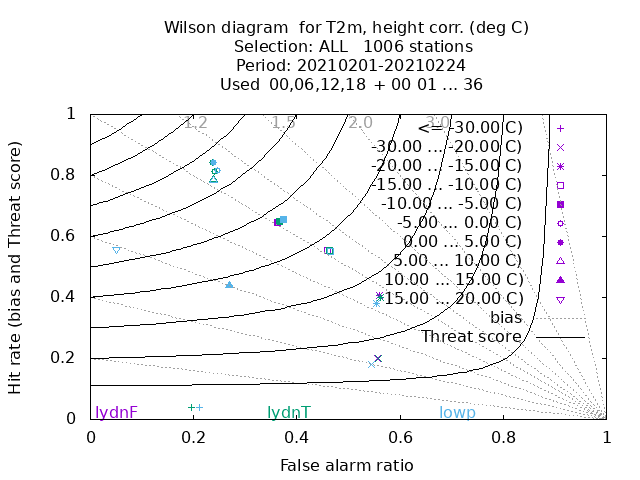 Wilson diagram  for T2m, height corr. (deg C)
Selection: ALL   1006 stations
Period: 20210201-20210224
Used  00,06,12,18 + 00 01 ... 36
Hit rate (bias and Threat score)
1
0.8
0.6
0.4
0.2
0
1.2 1.5 2.0 3.0
<= -30.00 C)
-30.00 ... -20.00 C)
-20.00 ... -15.00 C)
-15.00 ... -10.00 C)
-10.00 ... -5.00 C)
-5.00 ... 0.00 C)
0.00 ... 5.00 C)
5.00 ... 10.00 C)
10.00 ... 15.00 C)
15.00 ... 20.00 C)
bias
Threat score
lydnF lydnT lowp
0 0.2 0.4 0.6 0.8 1
False alarm ratio